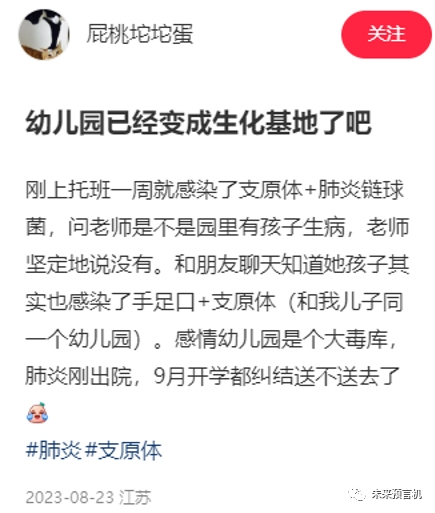 屁桃坨坨蛋
关注
幼儿园已经变成生化基地了吧
刚上托班一周就感染了支原体+肺炎链球
菌，问老师是不是园里有孩子生病，老师
坚定地说没有。和朋友聊天知道她孩子其
实也感染了手足口+支原体（和我儿子同
一个幼儿园）。感情幼儿园是个大毒库，
肺炎刚出院，9月开学都纠结送不送去了
#肺炎#支原体
2023-08-23 江苏
未来预言机